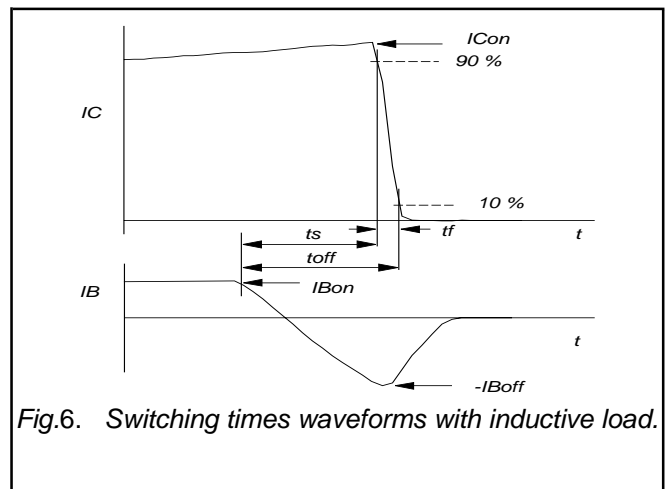 ICon
90 %
IC
10 %
ts
tf
t
toff
IB
IBon
t
-IBoff
Fig.6. Switching times waveforms with inductive load.